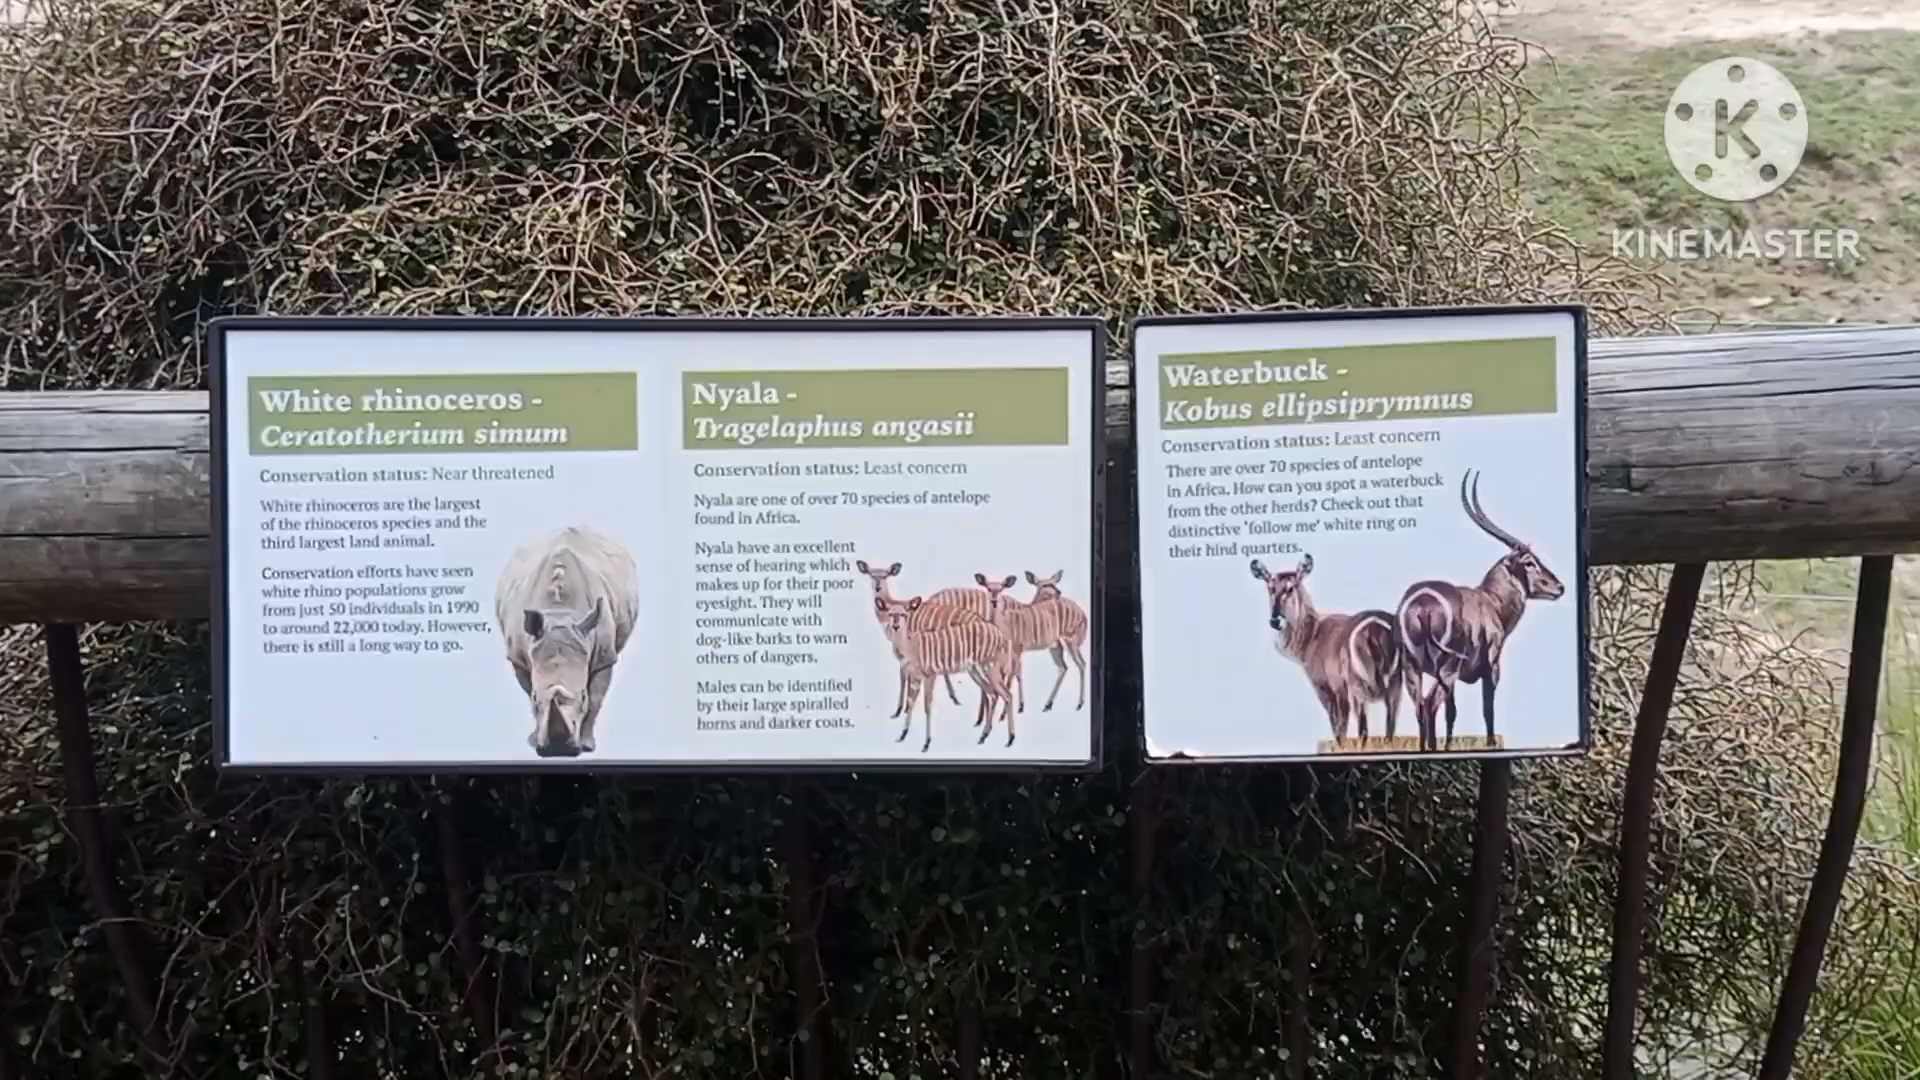 White rhinoceros -
Ceratotherium simum
Conservation status: Near threatened
White rhinoceros are the largest
of the rhinoceros species and the
third largest land animal.
Conservation efforts have seen
white rhino populations grow
from just 50 individuals in 1990
to around 22,000 today. However,
there is still a long way to go.
Nyala -
Tragelaphus angasii
Conservation status: Least concern
Nyala are one of over 70 species of antelope
found in Africa.
Nyala have an excellent
sense of hearing which
makes up for their poor
eyesight. They will
communicate with
dog-like barks to warn
others of dangers.
Males can be identified
by their large spiralled
horns and darker coats.
Waterbuck -
Kobus ellipsiprymnus
Conservation status: Least concern
There are over 70 species of antelope
in Africa. How can you spot a waterbuck
from the other herds? Check out that
distinctive 'follow me' white ring on
their hind quarters.
K
KINEMASTER